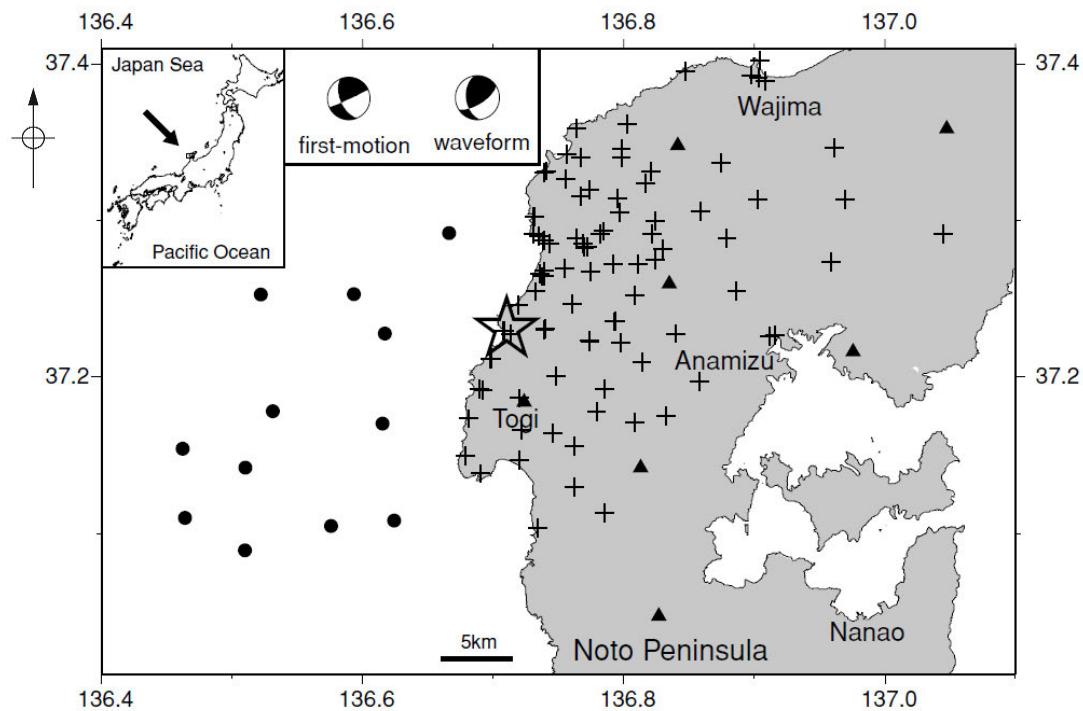 136.4 136.6 136.8 137.0
37.4 37.4
Japan Sea
Pacific Ocean
first-motion waveform
Wajima
Anamizu
37.2 37.2
Togi
5km
Noto Peninsula
Nanao
136.4 136.6 136.8 137.0